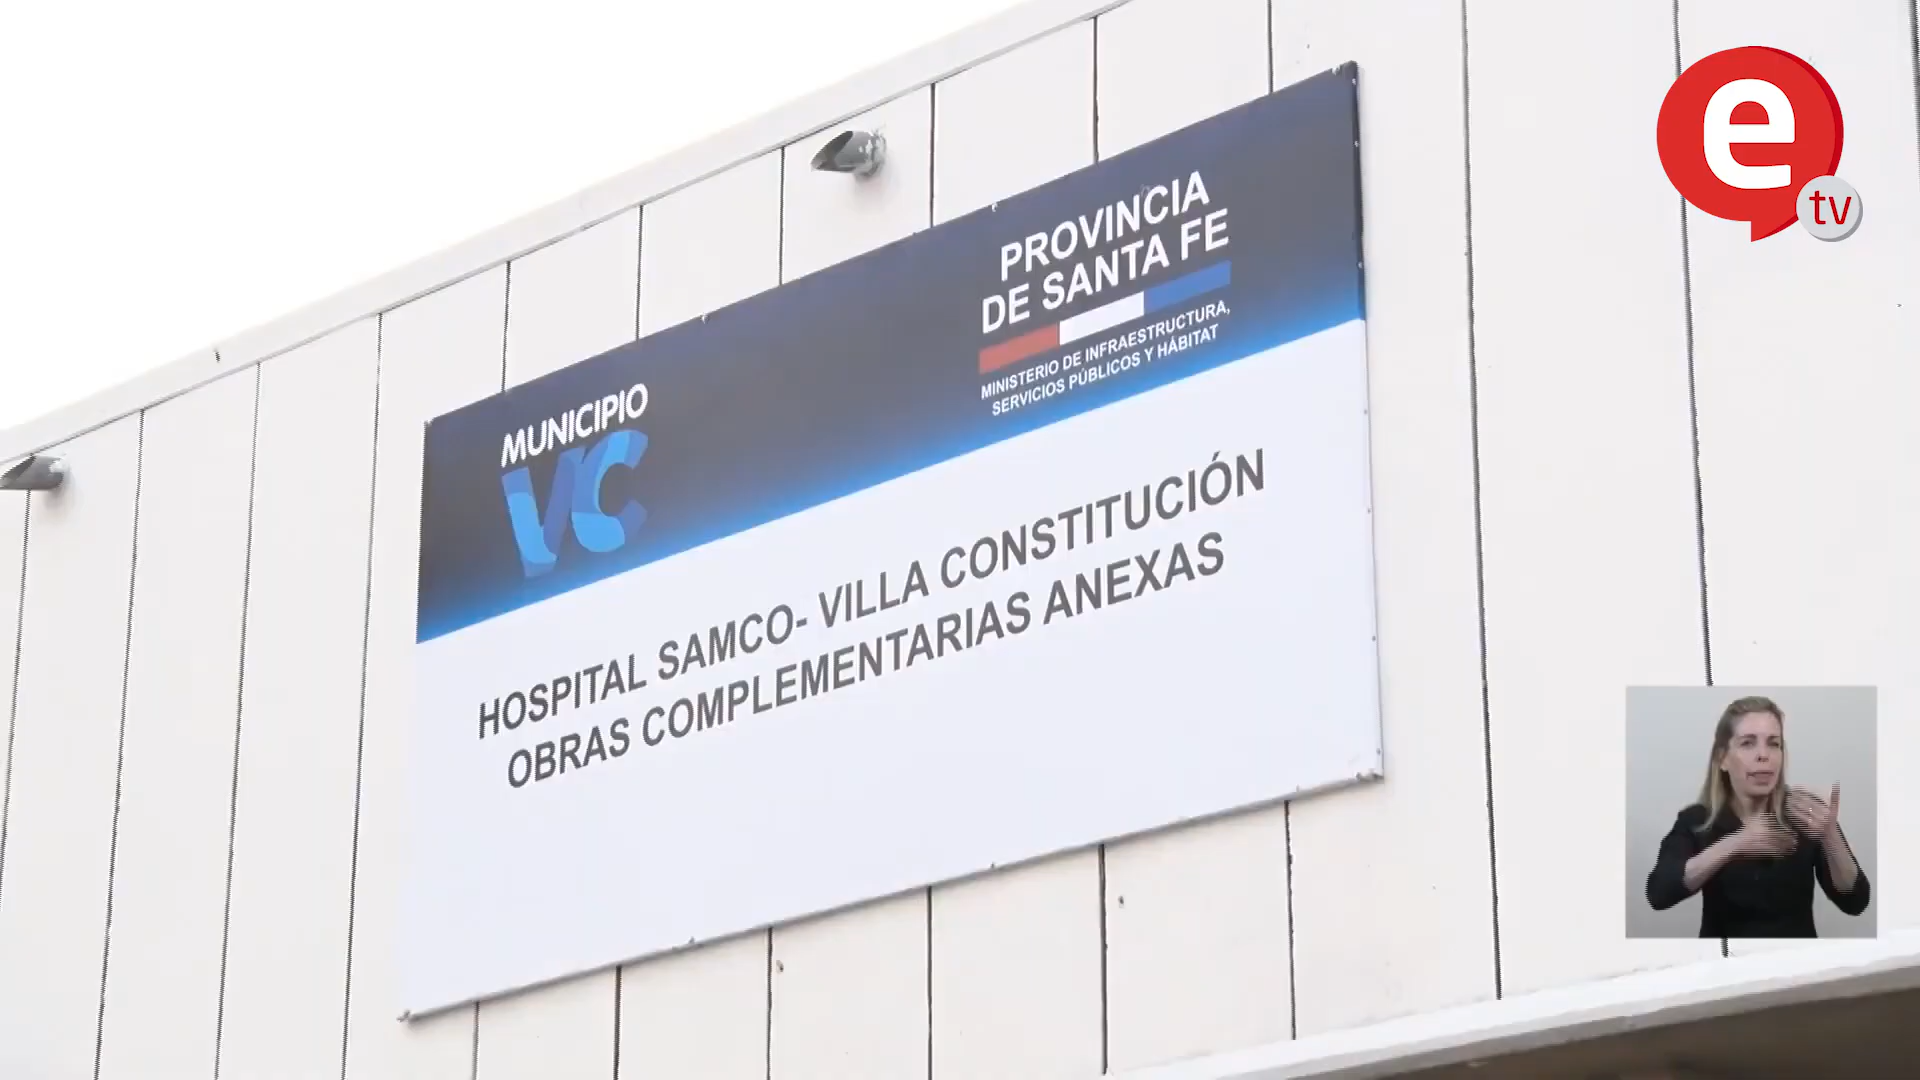 e
tv
PROVINCIA
DE SANTA FE
MINISTERIO DE INFRAESTRUCTURA,
SERVICIOS PÚBLICOS Y HÁBITAT
MUNICIPIO
VC
HOSPITAL SAMCO- VILLA CONSTITUCIÓN
OBRAS COMPLEMENTARIAS ANEXAS